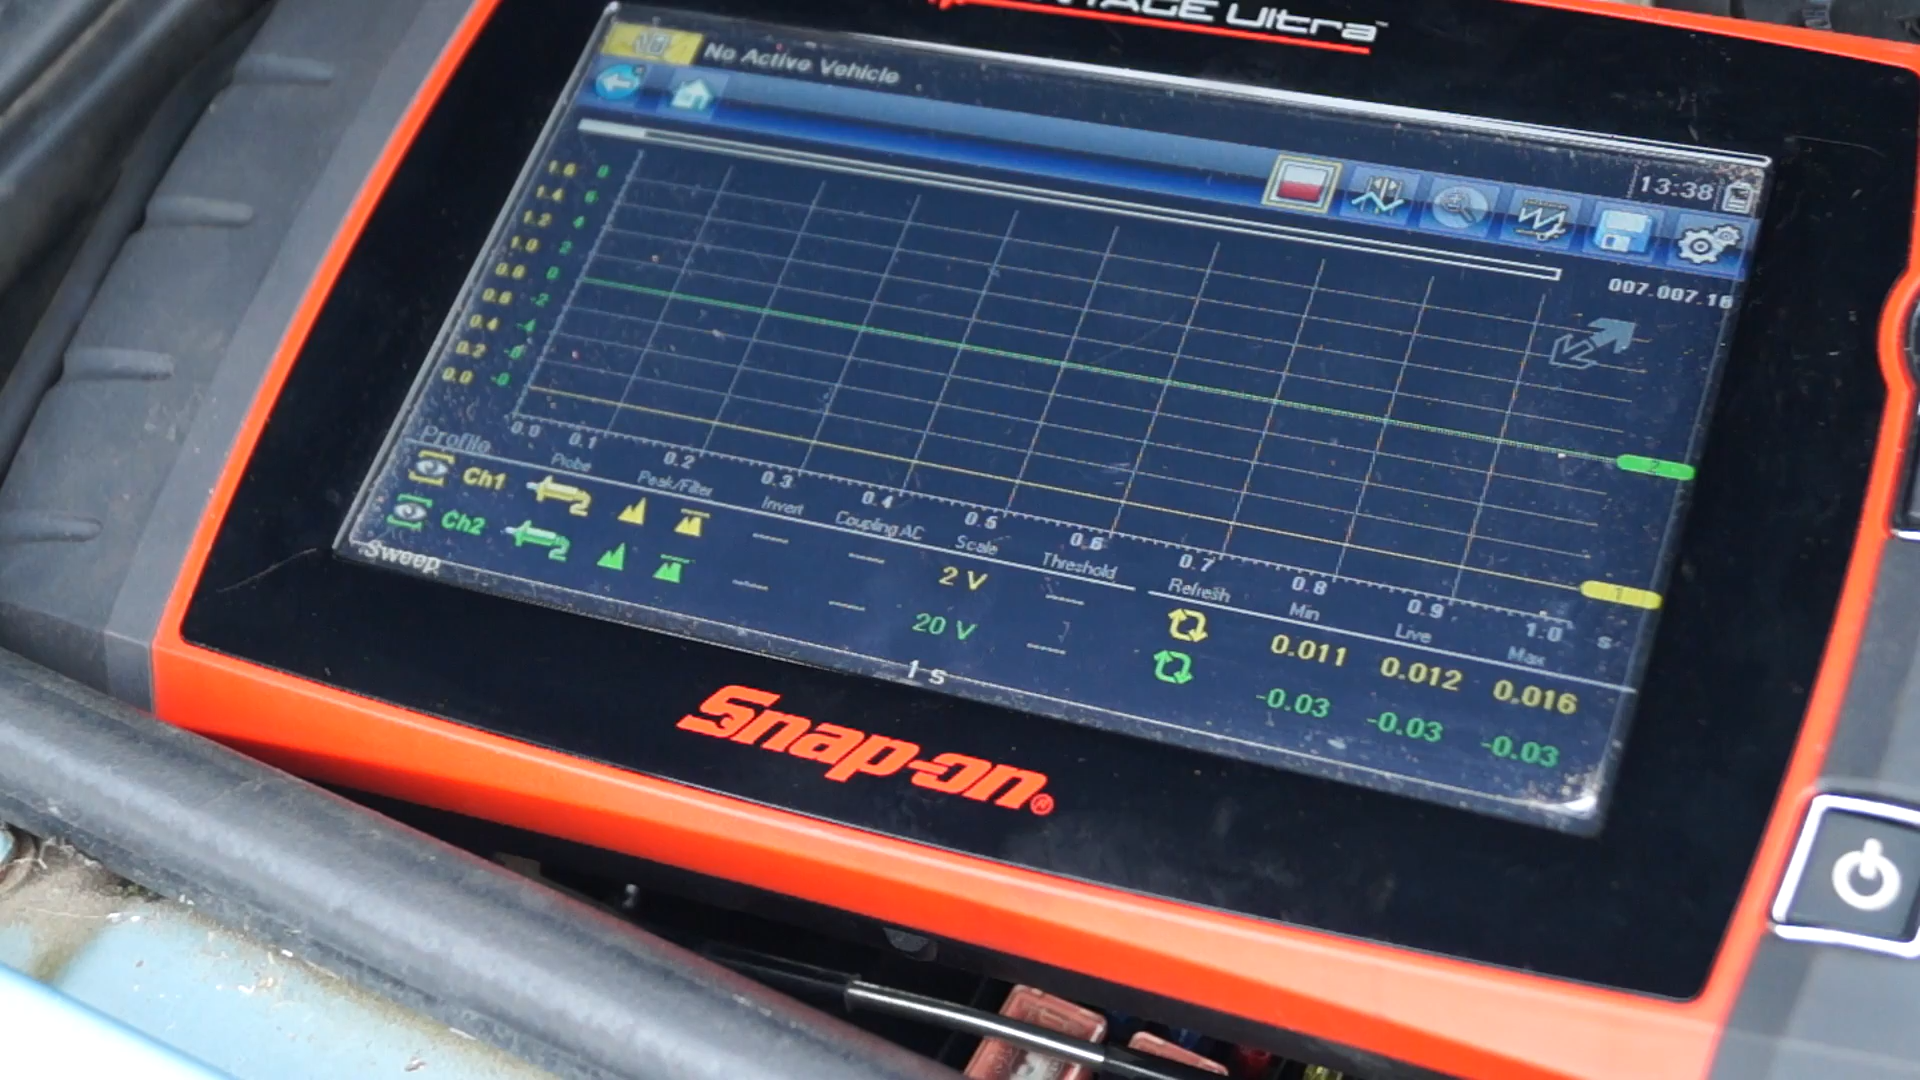 VANTAGE Ultra™
No Active Vehicle
13:38
007.007.16
1.6 8
1.4 6
1.2 4
1.0 2
0.8 0
0.6 -2
0.4 -4
0.2 -6
0.0 -8
0.0 0.1 0.2 0.3 0.4 0.5 0.6 0.7 0.8 0.9 1.0 s
2
1
Profile Probe Peak/Filter Invert Coupling AC Scale Threshold Refresh Min Live Max
Ch1 2 V 0.011 0.012 0.016
Ch2 20 V -0.03 -0.03 -0.03
Sweep 1 s
Snap-on®